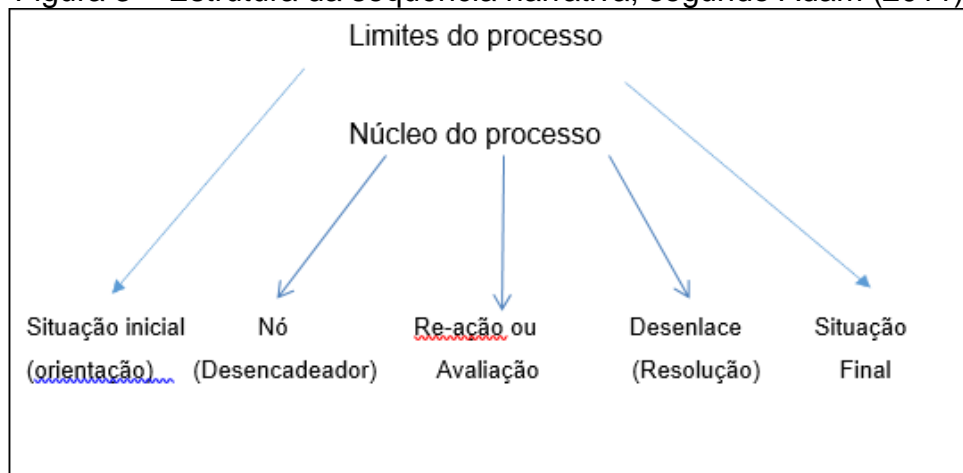 Limites do processo
Núcleo do processo
Situação inicial Nó Re-ação ou Desenlace Situação
(orientação) (Desencadeador) Avaliação (Resolução) Final